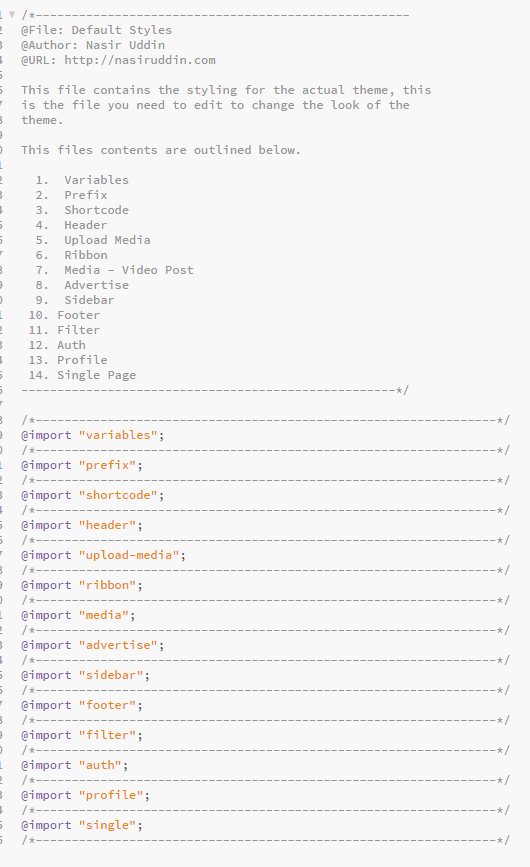 1 /*----------------------------------------------------
2 @File: Default Styles
3 @Author: Nasir Uddin
4 @URL: http://nasiruddin.com
5
6 This file contains the styling for the actual theme, this
7 is the file you need to edit to change the look of the
8 theme.
9
0 This files contents are outlined below.
1
2 1. Variables
3 2. Prefix
4 3. Shortcode
5 4. Header
6 5. Upload Media
7 6. Ribbon
8 7. Media - Video Post
9 8. Advertise
0 9. Sidebar
1 10. Footer
2 11. Filter
3 12. Auth
4 13. Profile
5 14. Single Page
6 ----------------------------------------------------*/
7
8 /*----------------------------------------------------------------*/
9 @import "variables";
0 /*----------------------------------------------------------------*/
1 @import "prefix";
2 /*----------------------------------------------------------------*/
3 @import "shortcode";
4 /*----------------------------------------------------------------*/
5 @import "header";
6 /*----------------------------------------------------------------*/
7 @import "upload-media";
8 /*----------------------------------------------------------------*/
9 @import "ribbon";
0 /*----------------------------------------------------------------*/
1 @import "media";
2 /*----------------------------------------------------------------*/
3 @import "advertise";
4 /*----------------------------------------------------------------*/
5 @import "sidebar";
6 /*----------------------------------------------------------------*/
7 @import "footer";
8 /*----------------------------------------------------------------*/
9 @import "filter";
0 /*----------------------------------------------------------------*/
1 @import "auth";
2 /*----------------------------------------------------------------*/
3 @import "profile";
4 /*----------------------------------------------------------------*/
5 @import "single";
6 /*----------------------------------------------------------------*/